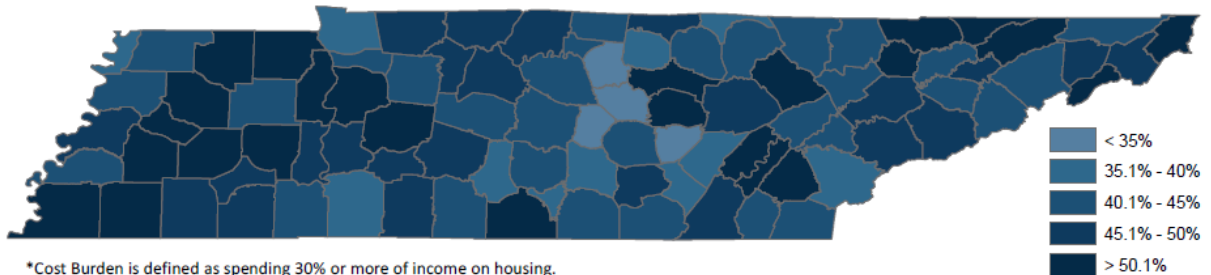 < 35%
35.1% - 40%
40.1% - 45%
45.1% - 50%
> 50.1%
*Cost Burden is defined as spending 30% or more of income on housing.